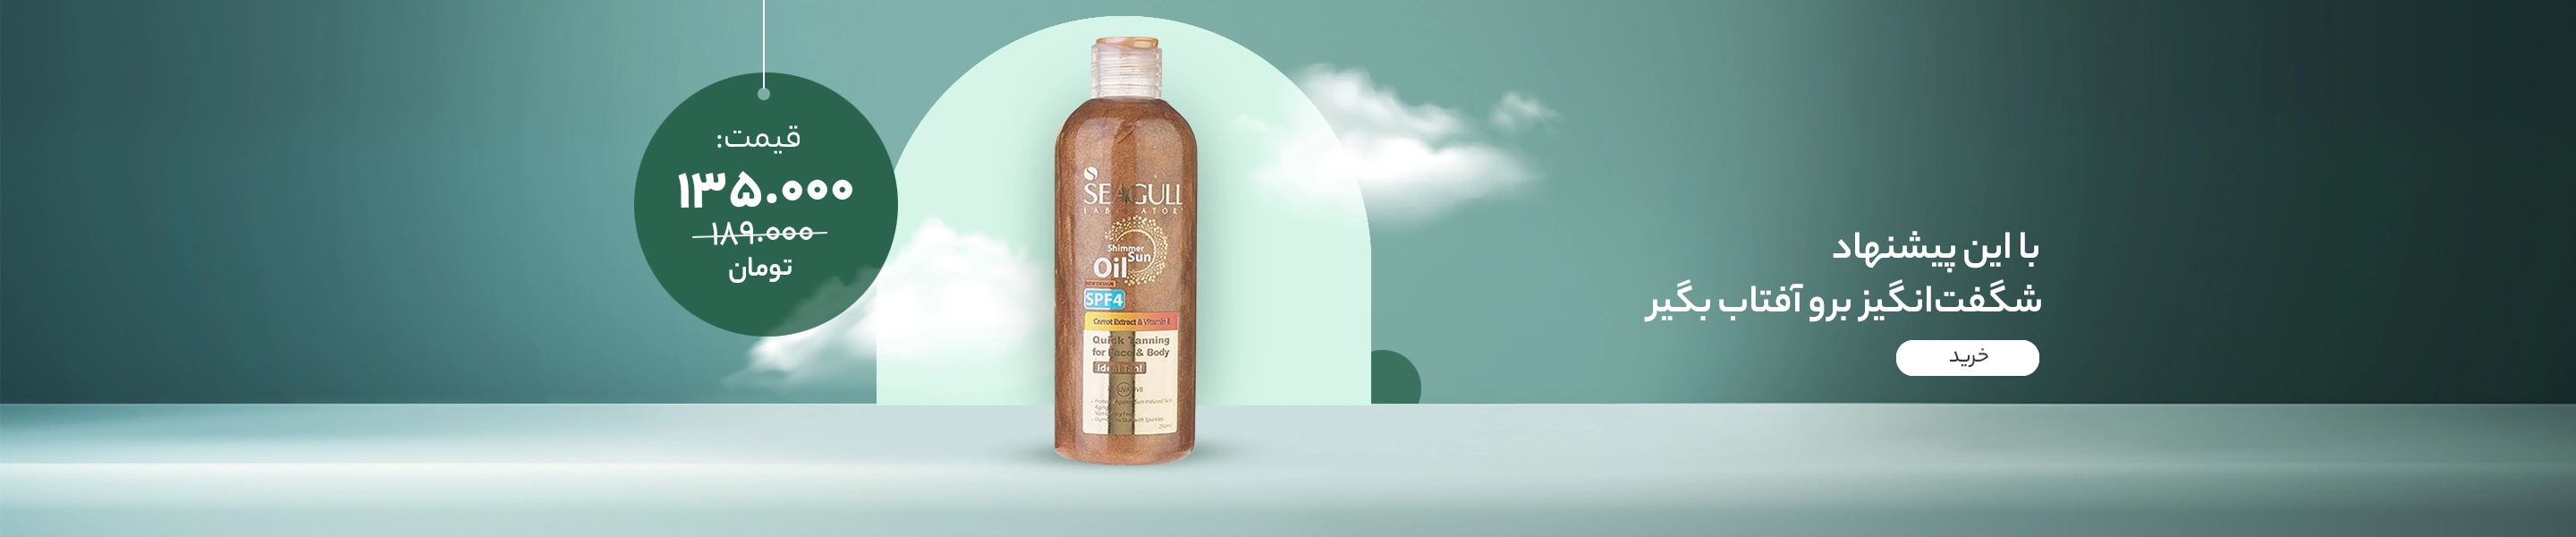 قیمت:
۱۳۵.۰۰۰
۱۸۹.۰۰۰
تومان
SEAGULL
Shimmer
Sun
Oil
NEW DESIGN
SPF4
Carrot Extract & Vitamin E
Quick Tanning
for Face & Body
Ideal Tan!
250ml
با این پیشنهاد
شگفت‌انگیز برو آفتاب بگیر
خرید